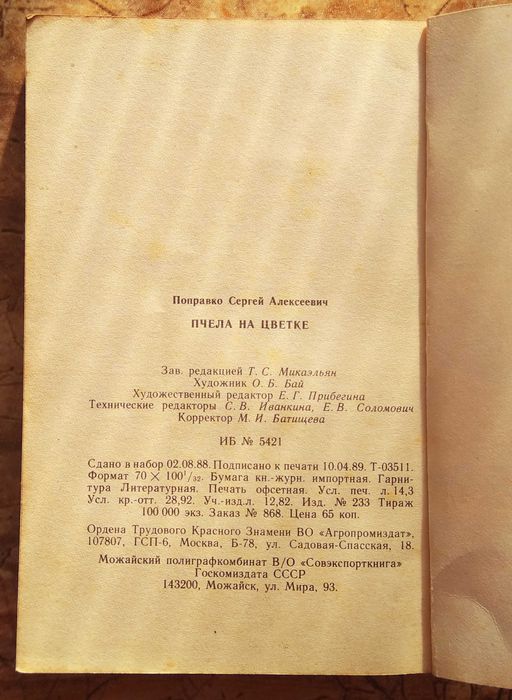 Поправко Сергей Алексеевич
ПЧЕЛА НА ЦВЕТКЕ
Зав. редакцией Т. С. Микаэльян
Художник О. Б. Бай
Художественный редактор Е. Г. Прибегина
Технические редакторы С. В. Иванкина, Е. В. Соломович
Корректор М. И. Батищева
ИБ № 5421
Сдано в набор 02.08.88. Подписано к печати 10.04.89. Т-03511.
Формат 70 × 100¹/₃₂. Бумага кн.-журн. импортная. Гарни-
тура Литературная. Печать офсетная. Усл. печ. л. 14,3
Усл. кр.-отт. 28,92. Уч.-изд.л. 12,82. Изд. № 233 Тираж
100 000 экз. Заказ № 868. Цена 65 коп.
Ордена Трудового Красного Знамени ВО «Агропромиздат»,
107807, ГСП-6, Москва, Б-78, ул. Садовая-Спасская, 18.
Можайский полиграфкомбинат В/О «Совэкспорткнига»
Госкомиздата СССР
143200, Можайск, ул. Мира, 93.